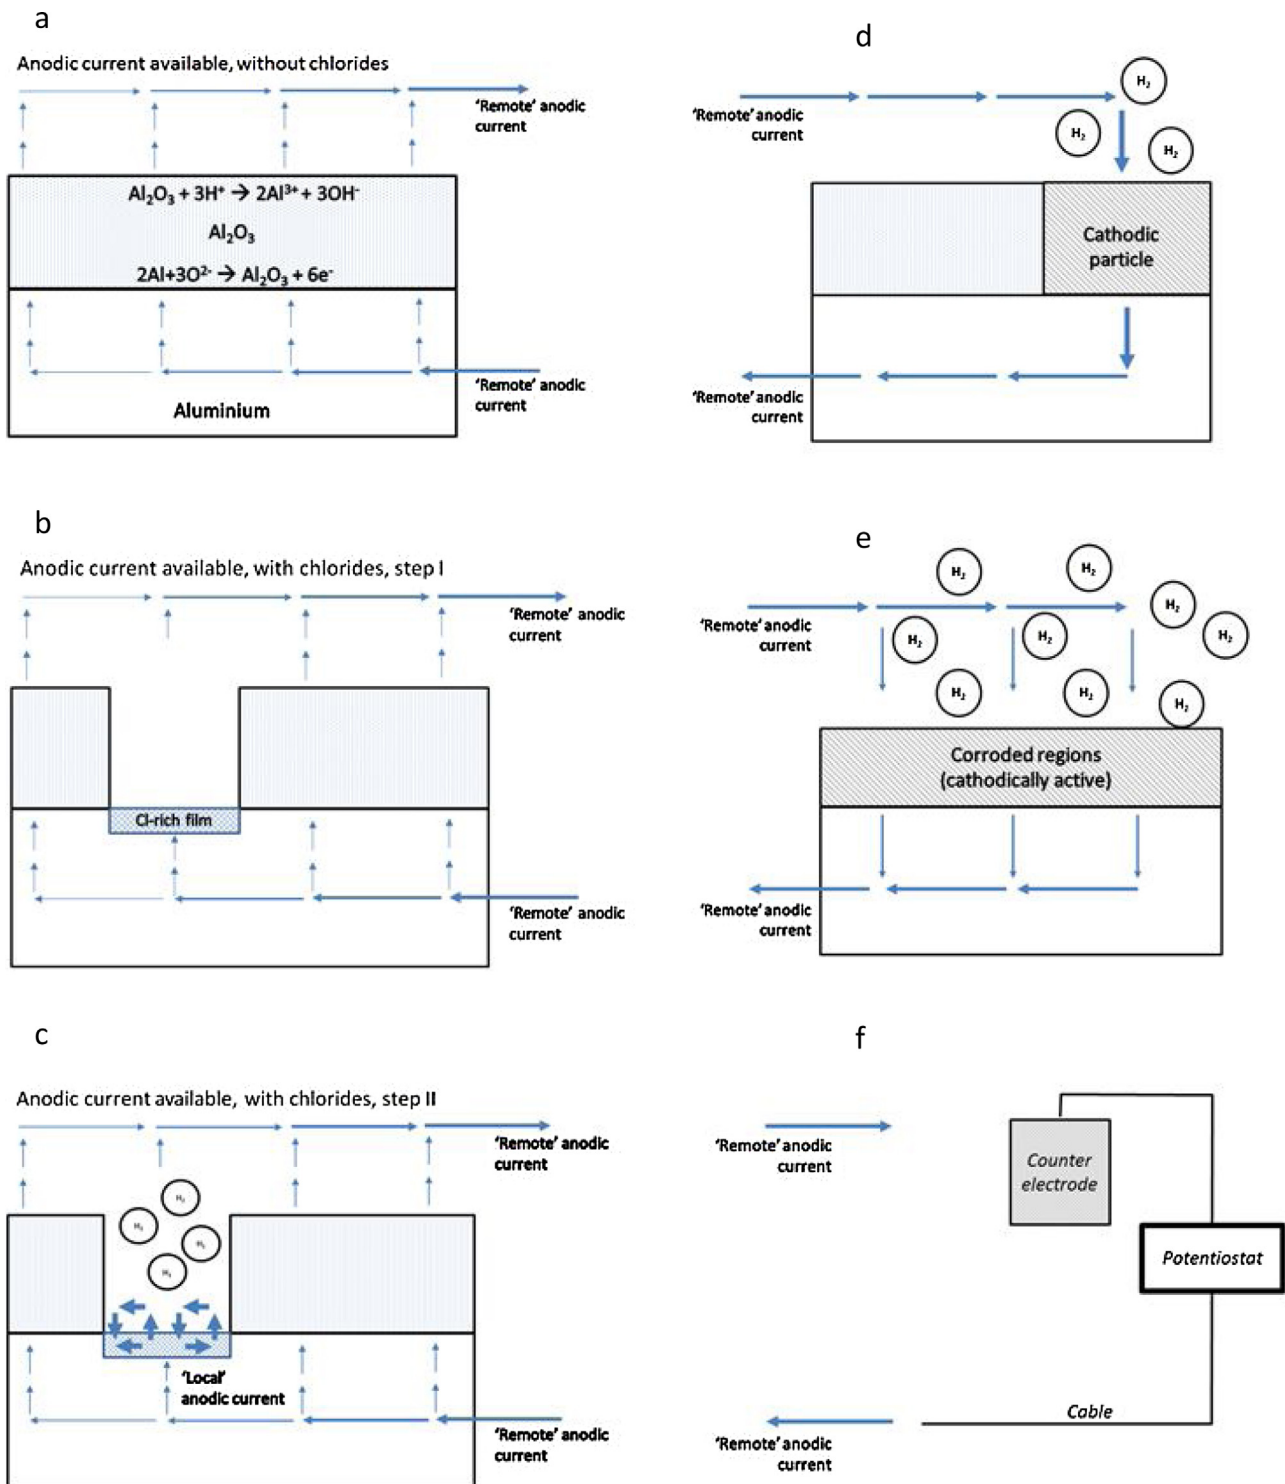 a
Anodic current available, without chlorides
'Remote' anodic
current
Al₂O₃ + 3H⁺ → 2Al³⁺ + 3OH⁻
Al₂O₃
2Al+3O²⁻ → Al₂O₃ + 6e⁻
'Remote' anodic
current
Aluminium
b
Anodic current available, with chlorides, step I
'Remote' anodic
current
Cl-rich film
'Remote' anodic
current
c
Anodic current available, with chlorides, step II
'Remote' anodic
current
H₂
H₂
H₂
H₂
'Local'
anodic current
'Remote' anodic
current
d
H₂
'Remote' anodic
current
H₂
H₂
Cathodic
particle
'Remote' anodic
current
e
H₂
H₂
H₂
'Remote' anodic
current
H₂
H₂
H₂
H₂
H₂
H₂
Corroded regions
(cathodically active)
'Remote' anodic
current
f
'Remote' anodic
current
Counter
electrode
Potentiostat
Cable
'Remote' anodic
current